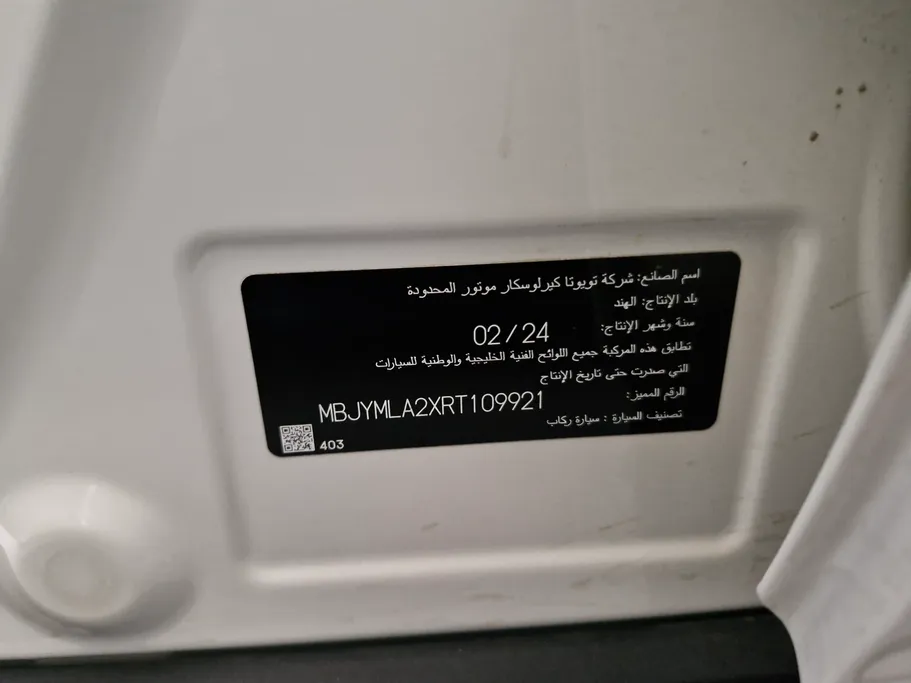 اسم الصانع: شركة تويوتا كيرلوسكار موتور المحدودة
بلد الإنتاج: الهند
سنة وشهر الإنتاج: 02/24
تطابق هذه المركبة جميع اللوائح الفنية الخليجية والوطنية للسيارات
التي صدرت حتى تاريخ الإنتاج
الرقم المميز: MBJYMLA2XRT109921
تصنيف السيارة : سيارة ركاب
403